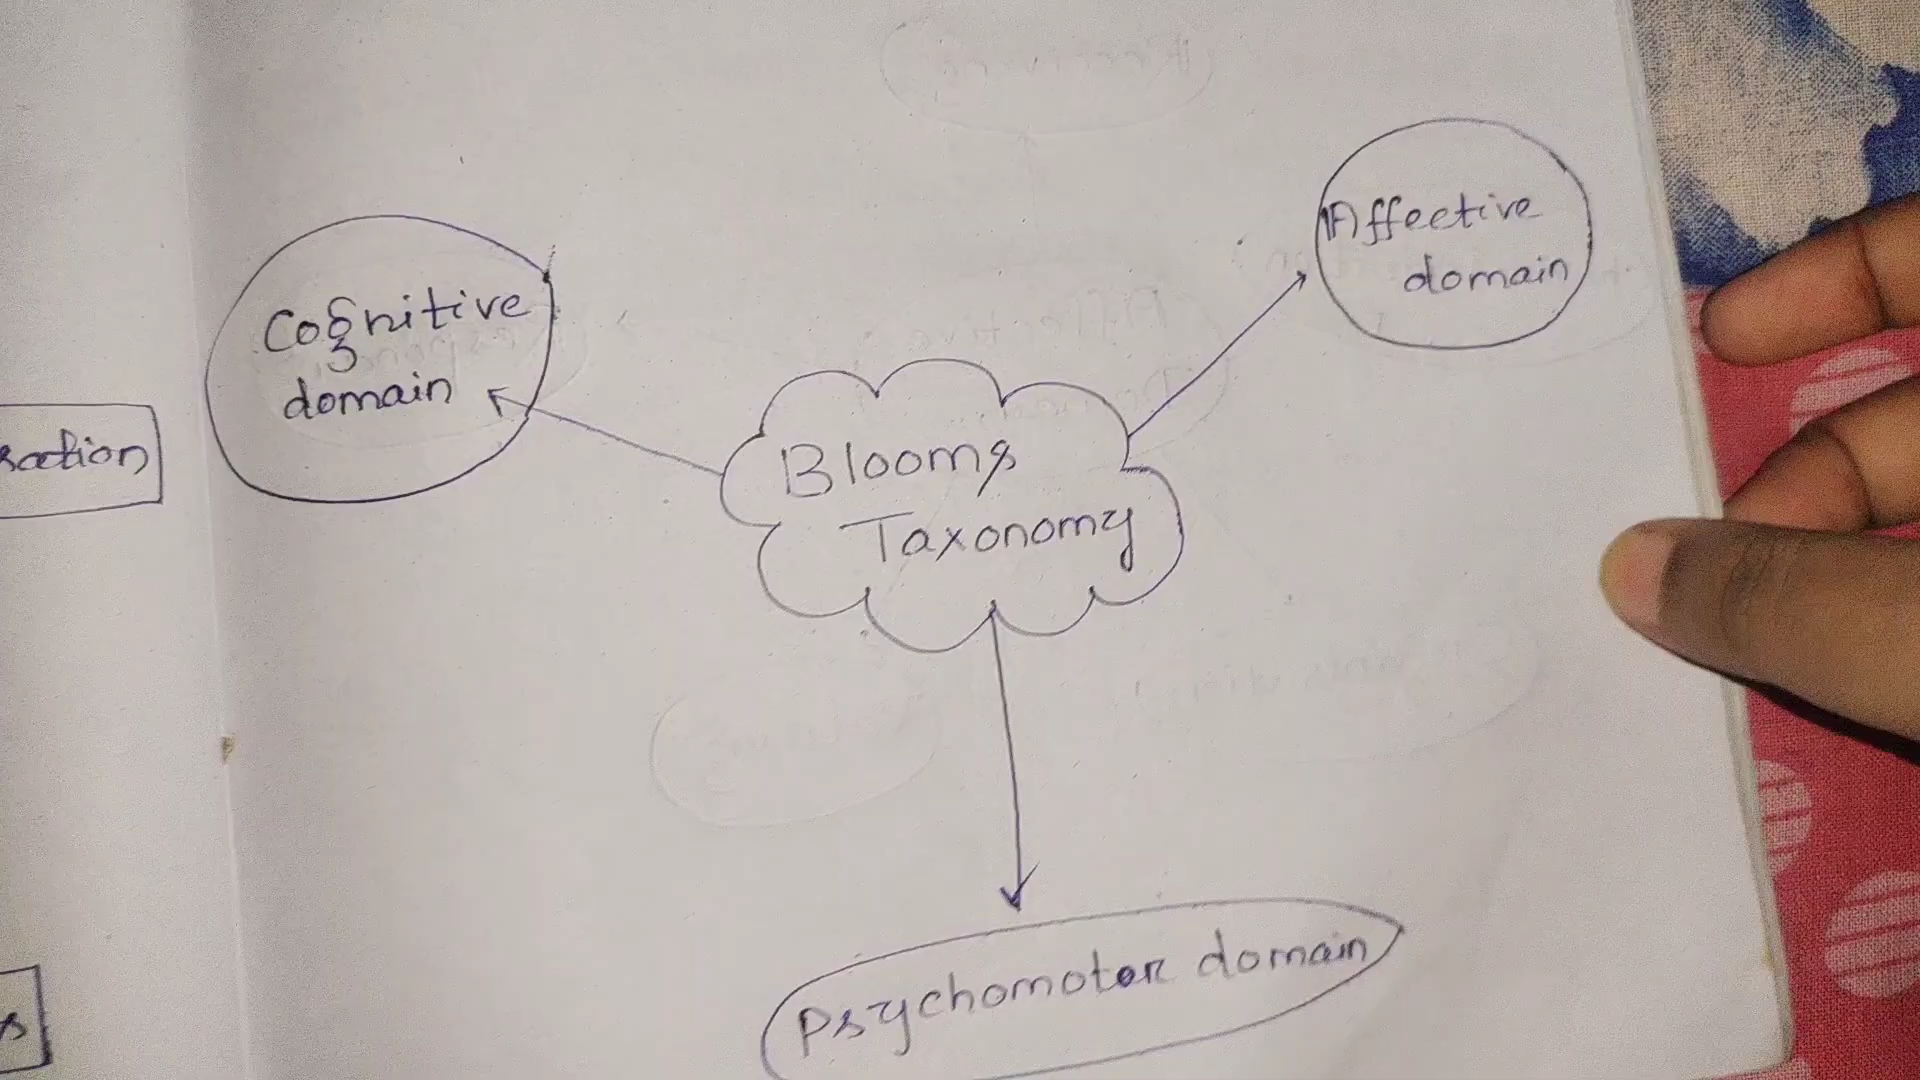 Affective
domain
Cognitive
domain
Blooms
Taxonomy
Psychomotor domain